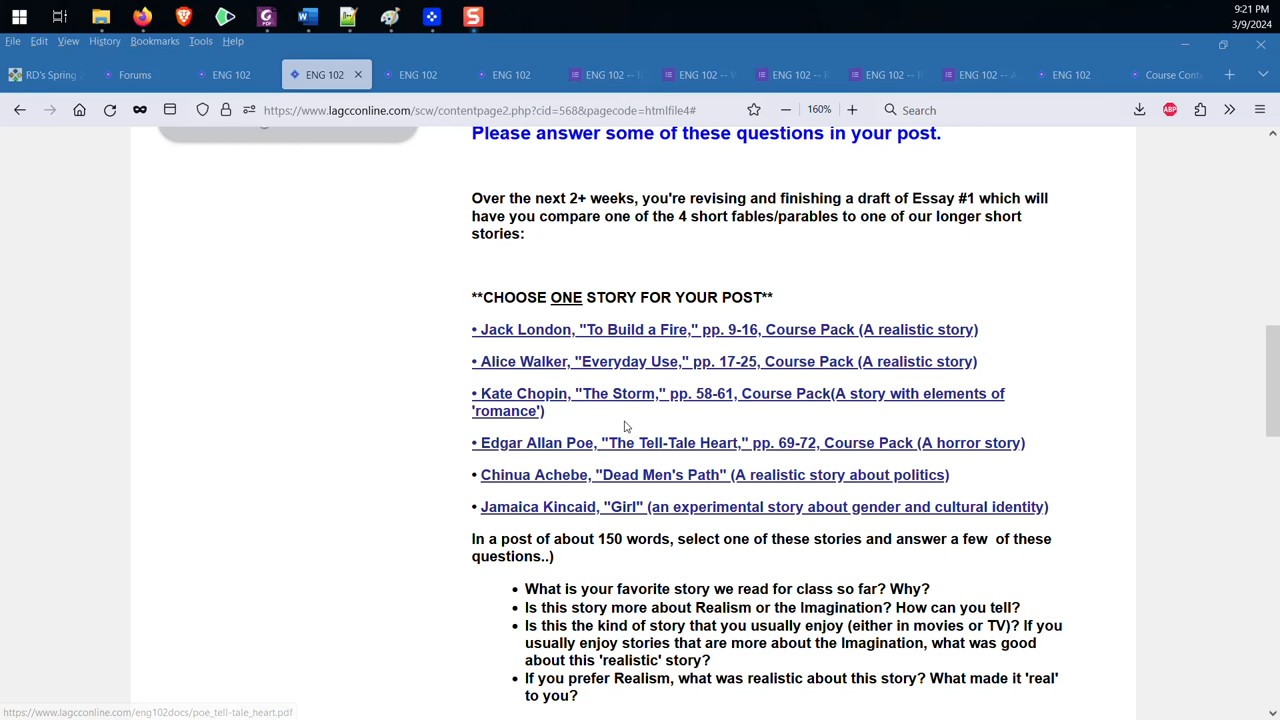 9:21 PM
3/9/2024
File Edit View History Bookmarks Tools Help
RD's Spring
Forums
ENG 102
ENG 102
ENG 102
ENG 102
ENG 102 --
ENG 102 --
ENG 102 --
ENG 102 --
ENG 102 --
ENG 102
Course Cont
https://www.lagcconline.com/scw/contentpage2.php?cid=568&pagecode=htmlfile4#
160%
Search
ABP
Please answer some of these questions in your post.
Over the next 2+ weeks, you're revising and finishing a draft of Essay #1 which will
have you compare one of the 4 short fables/parables to one of our longer short
stories:
**CHOOSE ONE STORY FOR YOUR POST**
• Jack London, "To Build a Fire," pp. 9-16, Course Pack (A realistic story)
• Alice Walker, "Everyday Use," pp. 17-25, Course Pack (A realistic story)
• Kate Chopin, "The Storm," pp. 58-61, Course Pack(A story with elements of
'romance')
• Edgar Allan Poe, "The Tell-Tale Heart," pp. 69-72, Course Pack (A horror story)
• Chinua Achebe, "Dead Men's Path" (A realistic story about politics)
• Jamaica Kincaid, "Girl" (an experimental story about gender and cultural identity)
In a post of about 150 words, select one of these stories and answer a few of these
questions..)
• What is your favorite story we read for class so far? Why?
• Is this story more about Realism or the Imagination? How can you tell?
• Is this the kind of story that you usually enjoy (either in movies or TV)? If you
usually enjoy stories that are more about the Imagination, what was good
about this 'realistic' story?
• If you prefer Realism, what was realistic about this story? What made it 'real'
to you?
https://www.lagcconline.com/eng102docs/poe_tell-tale_heart.pdf